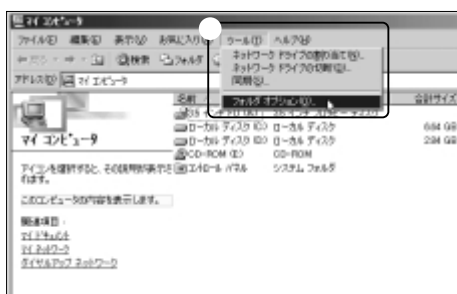 マイ コンピュータ
ファイル(F) 編集(E) 表示(V) お気に入り ツール(T) ヘルプ(H)
検索 フォルダ
アドレス(D) マイ コンピュータ
ネットワーク ドライブの割り当て(N)...
ネットワーク ドライブの切断(D)...
同期(S)...
フォルダ オプション(O)...
名前 合計サイズ
ローカル ディスク (C:) ローカル ディスク
ローカル ディスク (D:) ローカル ディスク
CD-ROM (E:) CD-ROM
コントロール パネル システム フォルダ
マイ コンピュータ
アイコンを選択すると、その説明が表示されます。
このコンピュータの内容を表示します。
関連項目:
マイ ドキュメント
マイ ネットワーク
ダイヤルアップ ネットワーク